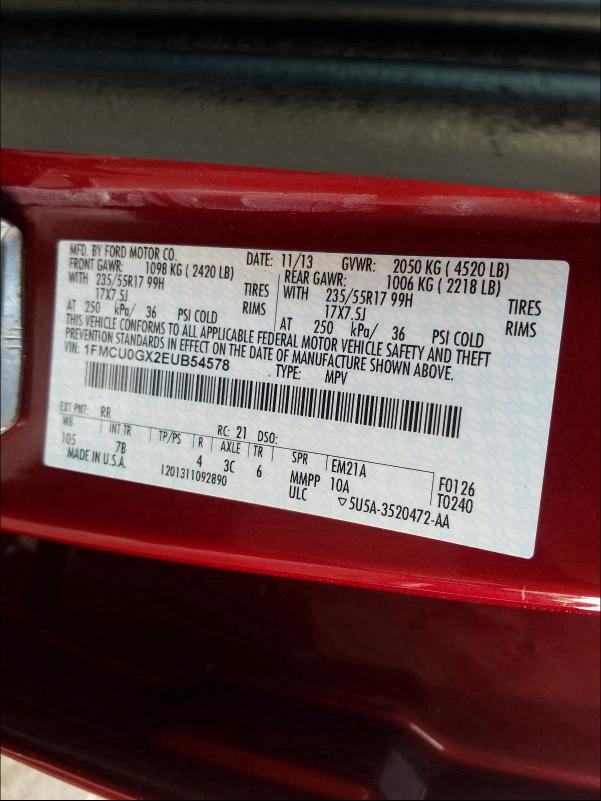 MFD. BY FORD MOTOR CO. DATE: 11/13 GVWR: 2050 KG ( 4520 LB)
FRONT GAWR: 1098 KG ( 2420 LB) REAR GAWR: 1006 KG ( 2218 LB)
WITH 235/55R17 99H TIRES WITH 235/55R17 99H TIRES
17X7.5J RIMS 17X7.5J RIMS
AT 250 kPa/ 36 PSI COLD AT 250 kPa/ 36 PSI COLD
THIS VEHICLE CONFORMS TO ALL APPLICABLE FEDERAL MOTOR VEHICLE SAFETY AND THEFT
PREVENTION STANDARDS IN EFFECT ON THE DATE OF MANUFACTURE SHOWN ABOVE.
VIN: 1FMCU0GX2EUB54578 TYPE: MPV
EXT PNT: RR RC: 21 DSO:
WB INT TR TP/PS R AXLE TR SPR EM21A F0126
105 7B 4 3C 6 MMPP 10A T0240
MADE IN U.S.A. 1201311092890 ULC ▽5U5A-3520472-AA